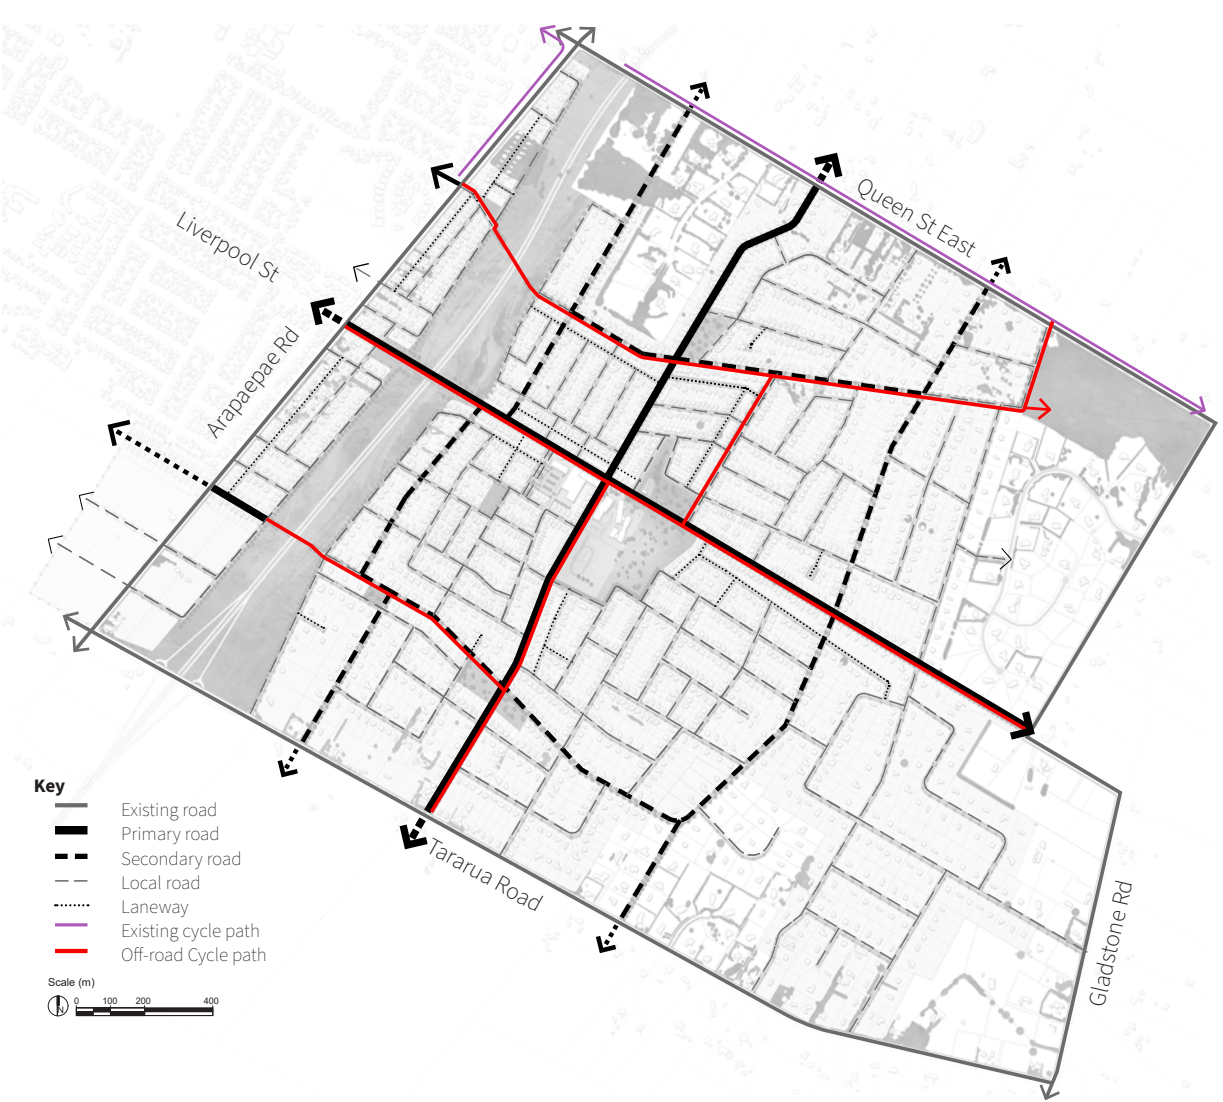 Queen St East
Liverpool St
Arapaepae Rd
Tararua Road
Gladstone Rd
Key
Existing road
Primary road
Secondary road
Local road
Laneway
Existing cycle path
Off-road Cycle path
Scale (m)
N
0 100 200 400